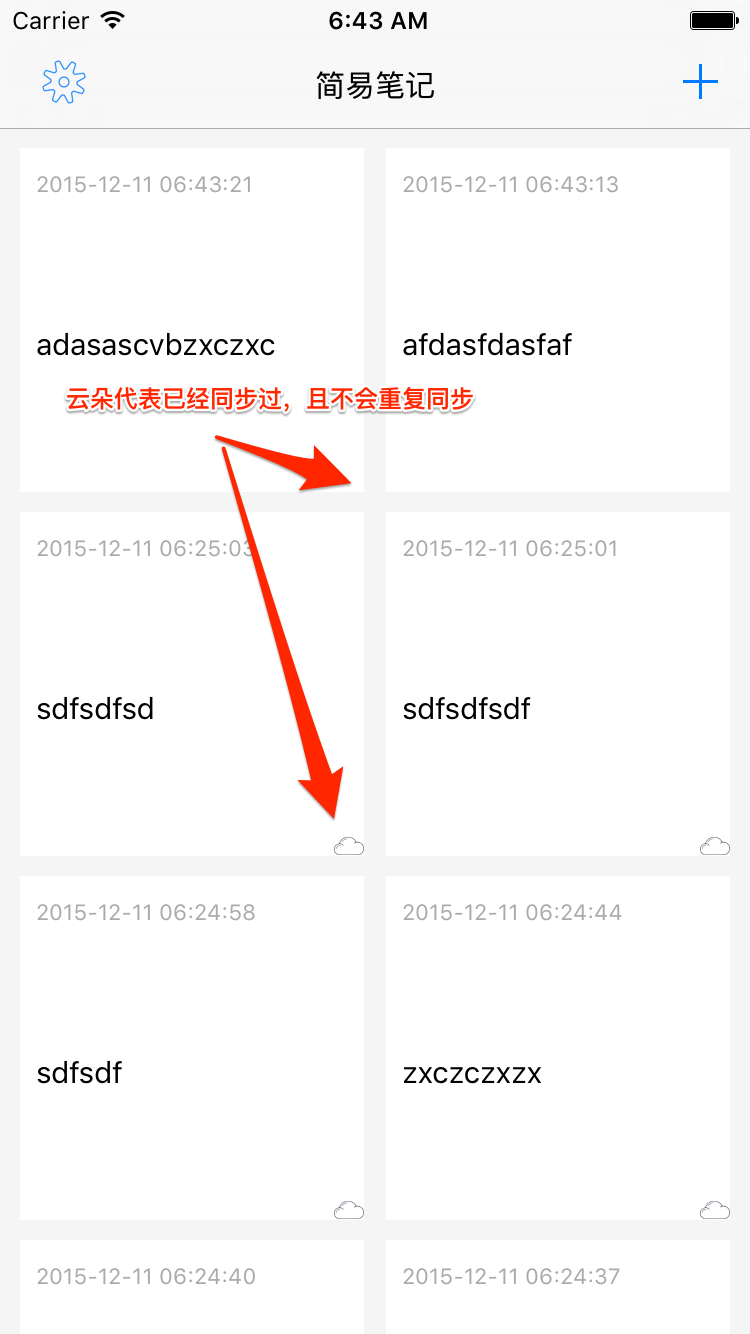 Carrier 6:43 AM
简易笔记
2015-12-11 06:43:21
2015-12-11 06:43:13
adasascvbzxczxc
afdasfdasfaf
云朵代表已经同步过，且不会重复同步
2015-12-11 06:25:03
2015-12-11 06:25:01
sdfsdfsd
sdfsdfsdf
2015-12-11 06:24:58
2015-12-11 06:24:44
sdfsdf
zxczczxzx
2015-12-11 06:24:40
2015-12-11 06:24:37